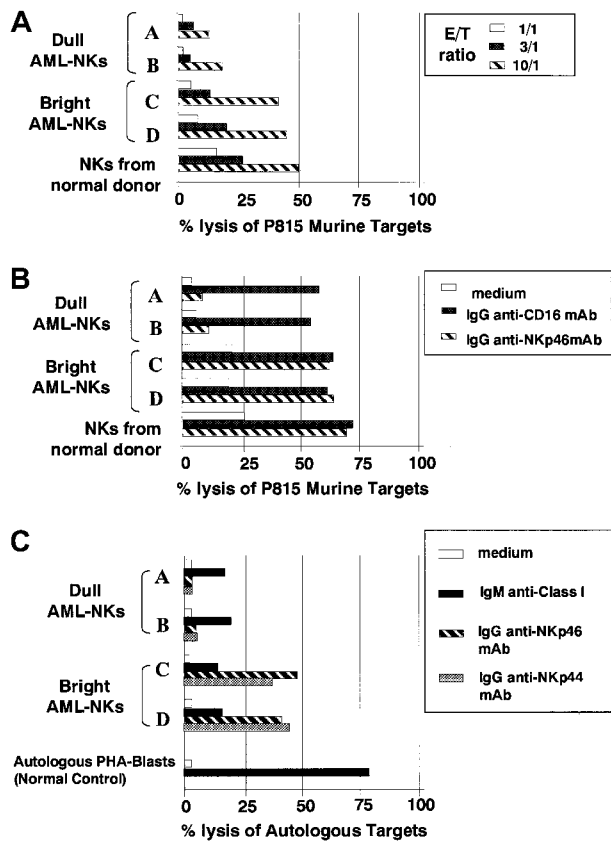 A
Dull
AML-NKs
A
B
Bright
AML-NKs
C
D
NKs from
normal donor
0 25 50 75 100
% lysis of P815 Murine Targets
E/T
ratio
1/1
3/1
10/1
B
Dull
AML-NKs
A
B
Bright
AML-NKs
C
D
NKs from
normal donor
0 25 50 75 100
% lysis of P815 Murine Targets
medium
IgG anti-CD16 mAb
IgG anti-NKp46mAb
C
Dull
AML-NKs
A
B
Bright
AML-NKs
C
D
Autologous PHA-Blasts
(Normal Control)
0 25 50 75 100
% lysis of Autologous Targets
medium
IgM anti-Class I
IgG anti-NKp46
mAb
IgG anti-NKp44
mAb